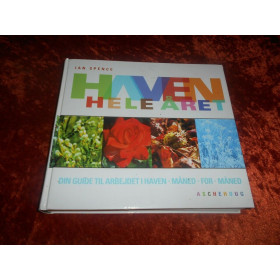 IAN SPENCE
HAVEN
HELE ÅRET
DIN GUIDE TIL ARBEJDET I HAVEN - MÅNED - FOR - MÅNED
ASCHEHOUG